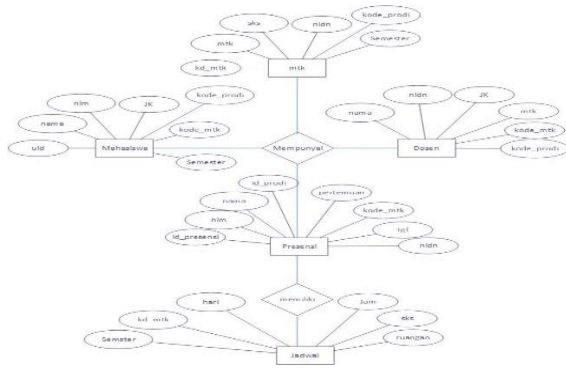 kode_prodi
sks
nidn
mtk
Semester
kd_mtk
mtk
nim
JK
kode_prodi
nama
kode_mtk
uid
Mahasiswa
Semester
Mempunyai
nidn
JK
nama
mtk
kode_mtk
Dosen
kode_prodi
id_prodi
pertemuan
nama
kode_mtk
nim
tgl
id_presensi
Presensi
nidn
memiliki
hari
Jam
kd_mtk
sks
Semster
ruangan
Jadwal